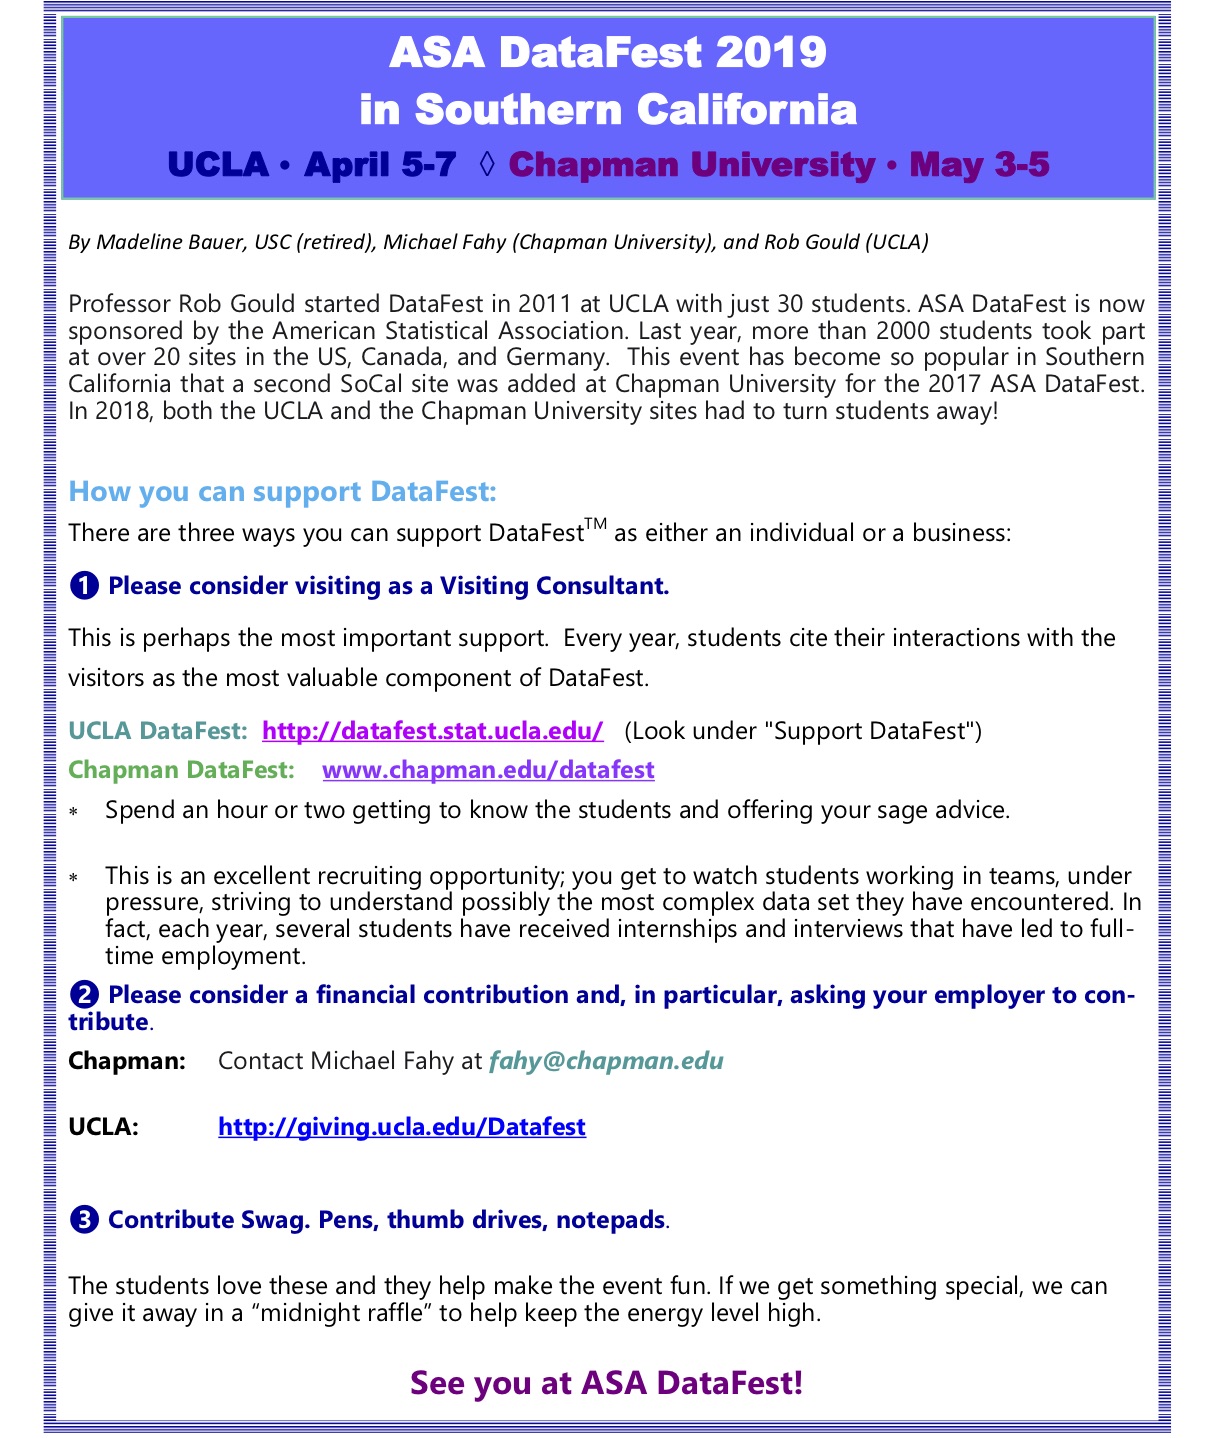 ASA DataFest 2019
in Southern California
UCLA • April 5-7 ◊ Chapman University • May 3-5
By Madeline Bauer, USC (retired), Michael Fahy (Chapman University), and Rob Gould (UCLA)
Professor Rob Gould started DataFest in 2011 at UCLA with just 30 students. ASA DataFest is now
sponsored by the American Statistical Association. Last year, more than 2000 students took part
at over 20 sites in the US, Canada, and Germany.  This event has become so popular in Southern
California that a second SoCal site was added at Chapman University for the 2017 ASA DataFest.
In 2018, both the UCLA and the Chapman University sites had to turn students away!
How you can support DataFest:
There are three ways you can support DataFest™ as either an individual or a business:
❶ Please consider visiting as a Visiting Consultant.
This is perhaps the most important support.  Every year, students cite their interactions with the
visitors as the most valuable component of DataFest.
UCLA DataFest:  http://datafest.stat.ucla.edu/   (Look under "Support DataFest")
Chapman DataFest:   www.chapman.edu/datafest
* Spend an hour or two getting to know the students and offering your sage advice.
* This is an excellent recruiting opportunity; you get to watch students working in teams, under
pressure, striving to understand possibly the most complex data set they have encountered. In
fact, each year, several students have received internships and interviews that have led to full-
time employment.
❷ Please consider a financial contribution and, in particular, asking your employer to con-
tribute.
Chapman:   Contact Michael Fahy at fahy@chapman.edu
UCLA:   http://giving.ucla.edu/Datafest
❸ Contribute Swag. Pens, thumb drives, notepads.
The students love these and they help make the event fun. If we get something special, we can
give it away in a “midnight raffle” to help keep the energy level high.
See you at ASA DataFest!